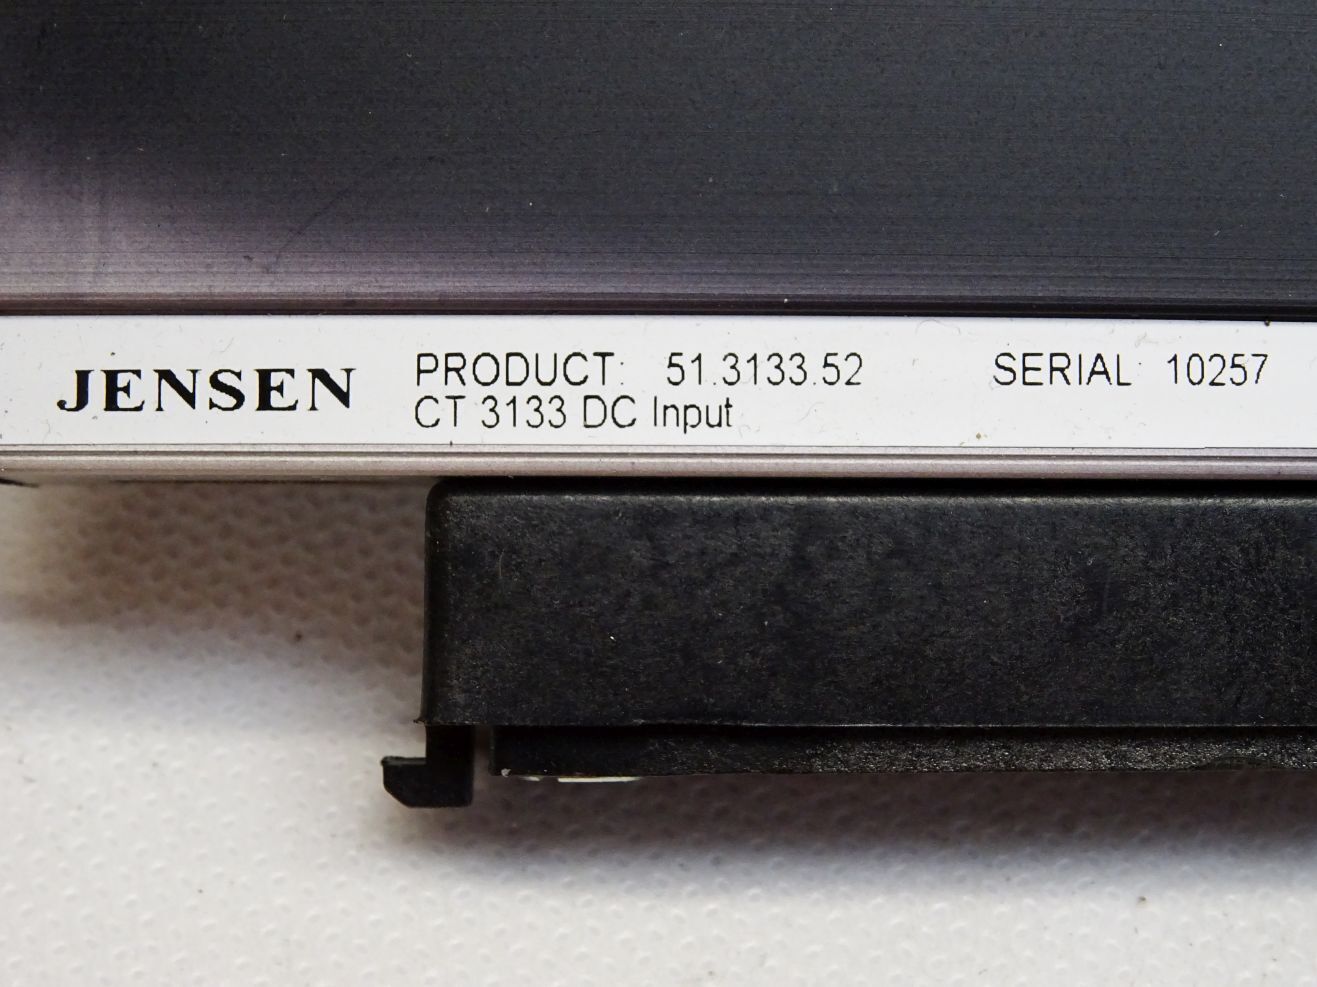 JENSEN
PRODUCT: 51.3133.52 SERIAL: 10257
CT 3133 DC Input